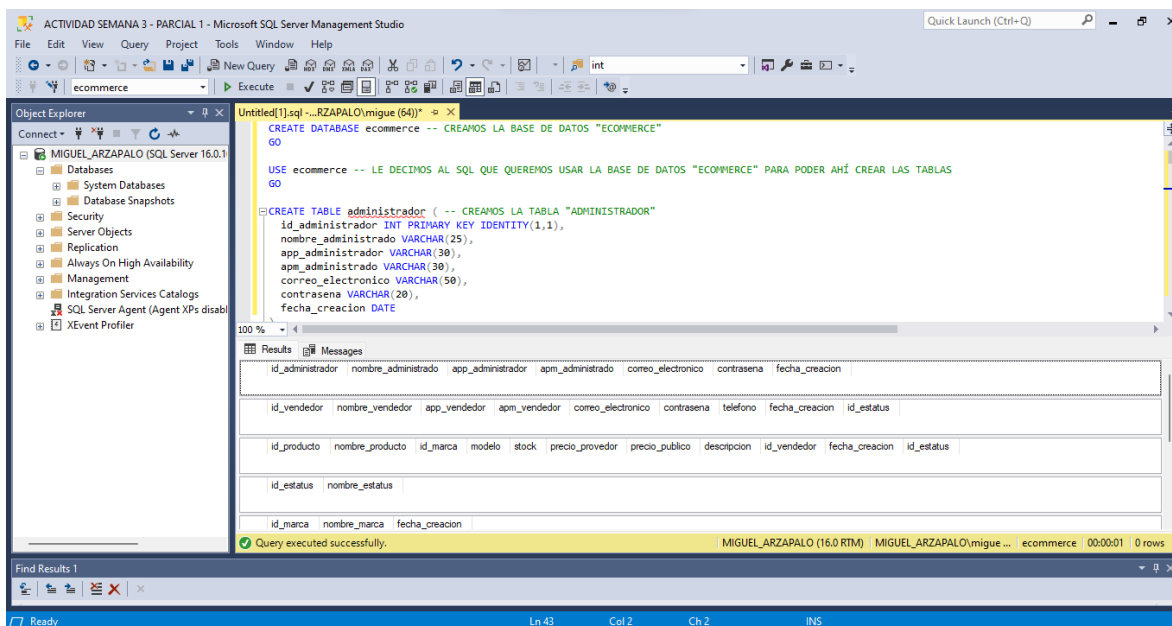 ACTIVIDAD SEMANA 3 - PARCIAL 1 - Microsoft SQL Server Management Studio
Quick Launch (Ctrl+Q)
File Edit View Query Project Tools Window Help
New Query
int
ecommerce
Execute
Object Explorer
Untitled[1].sql -...RZAPALO\migue (64))*
Connect
MIGUEL_ARZAPALO (SQL Server 16.0.1
Databases
System Databases
Database Snapshots
Security
Server Objects
Replication
Always On High Availability
Management
Integration Services Catalogs
SQL Server Agent (Agent XPs disabl
XEvent Profiler
CREATE DATABASE ecommerce -- CREAMOS LA BASE DE DATOS "ECOMMERCE"
GO
USE ecommerce -- LE DECIMOS AL SQL QUE QUEREMOS USAR LA BASE DE DATOS "ECOMMERCE" PARA PODER AHÍ CREAR LAS TABLAS
GO
CREATE TABLE administrador ( -- CREAMOS LA TABLA "ADMINISTRADOR"
id_administrador INT PRIMARY KEY IDENTITY(1,1),
nombre_administrado VARCHAR(25),
app_administrador VARCHAR(30),
apm_administrado VARCHAR(30),
correo_electronico VARCHAR(50),
contrasena VARCHAR(20),
fecha_creacion DATE
100 %
Results Messages
id_administrador nombre_administrado app_administrador apm_administrado correo_electronico contrasena fecha_creacion
id_vendedor nombre_vendedor app_vendedor apm_vendedor correo_electronico contrasena telefono fecha_creacion id_estatus
id_producto nombre_producto id_marca modelo stock precio_provedor precio_publico descripcion id_vendedor fecha_creacion id_estatus
id_estatus nombre_estatus
id_marca nombre_marca fecha_creacion
Query executed successfully. MIGUEL_ARZAPALO (16.0 RTM) MIGUEL_ARZAPALO\migue ... ecommerce 00:00:01 0 rows
Find Results 1
Ready Ln 43 Col 2 Ch 2 INS